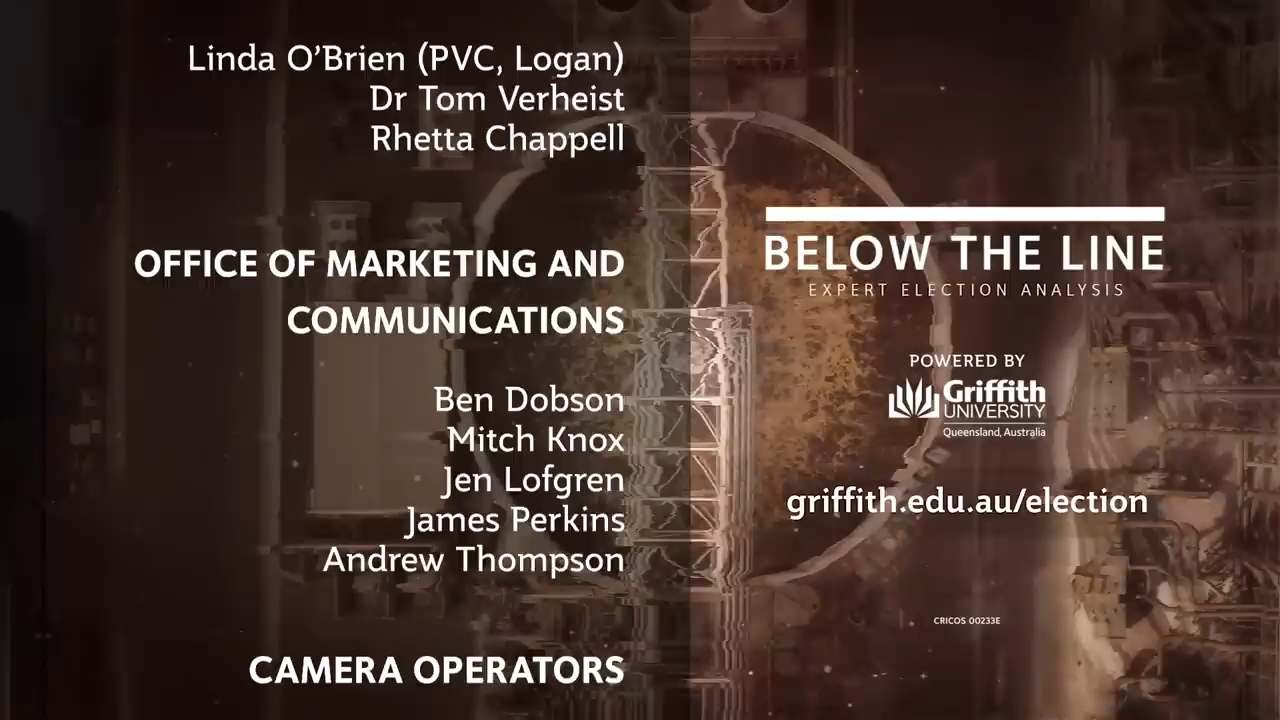 Linda O’Brien (PVC, Logan)
Dr Tom Verheist
Rhetta Chappell
OFFICE OF MARKETING AND
COMMUNICATIONS
Ben Dobson
Mitch Knox
Jen Lofgren
James Perkins
Andrew Thompson
CAMERA OPERATORS
BELOW THE LINE
EXPERT ELECTION ANALYSIS
POWERED BY
Griffith
UNIVERSITY
Queensland, Australia
griffith.edu.au/election
CRICOS 00233E